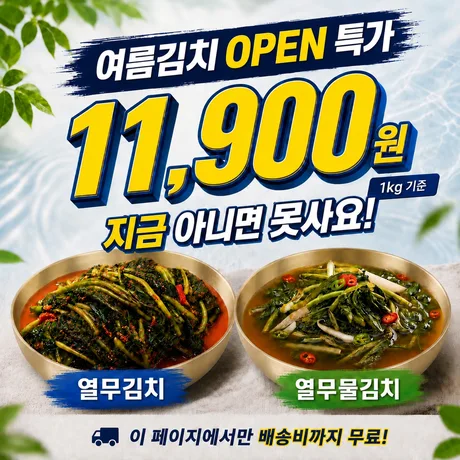 여름김치 OPEN 특가
11,900원
1kg 기준
지금 아니면 못사요!
열무김치
열무물김치
이 페이지에서만 배송비까지 무료!